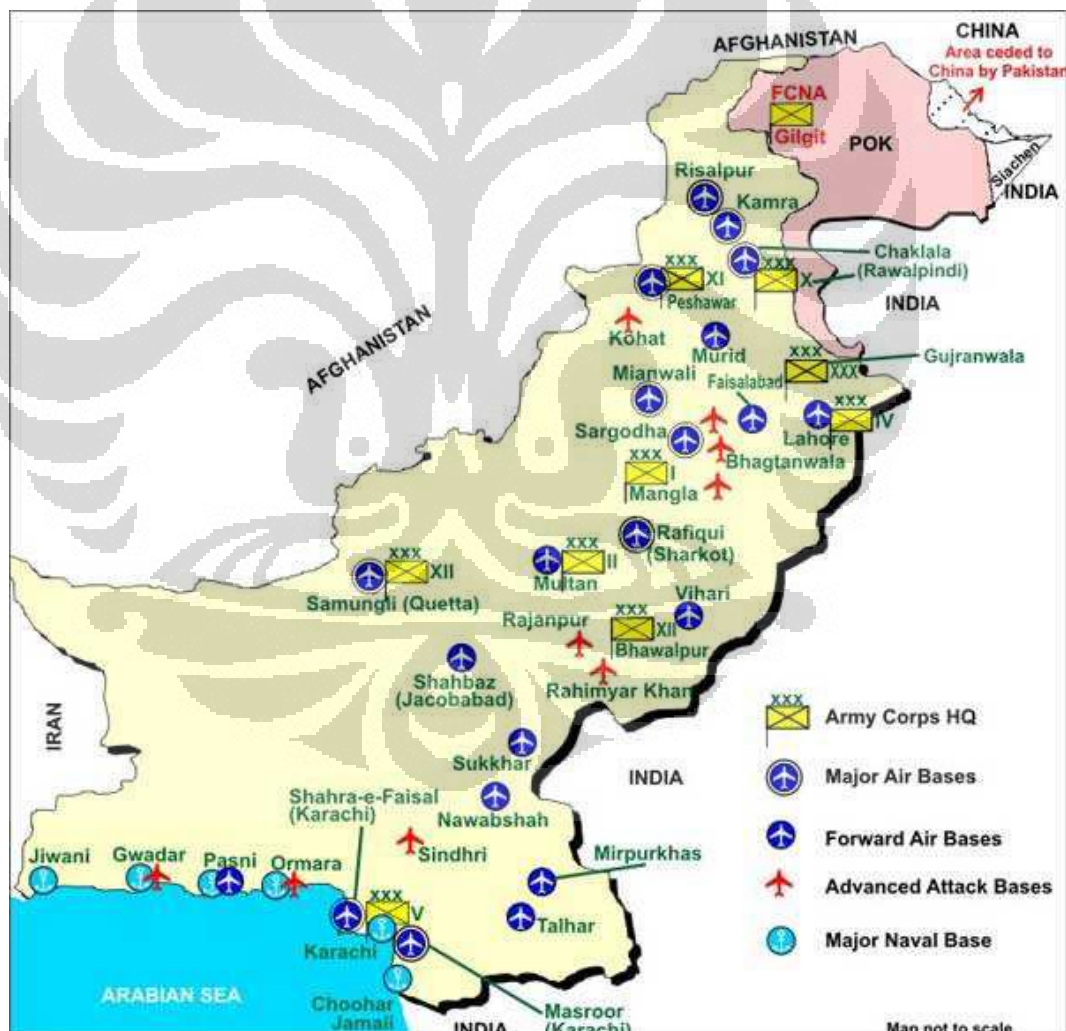 AFGHANISTAN
CHINA
Area ceded to
China by Pakistan
FCNA
Gilgit
POK
Siachen
INDIA
Risalpur
Kamra
Chaklala
(Rawalpindi)
XXX
XI
Peshawar
XXX
X
INDIA
AFGHANISTAN
Kohat
Murid
XXX
XXX
Gujranwala
Mianwali
Faisalabad
Sargodha
Lahore
XXX
IV
Bhagtanwala
XXX
I
Mangla
Rafiqui
(Sharkot)
XXX
XII
Samungli (Quetta)
XXX
II
Multan
Vihari
Rajanpur
XXX
XII
Bhawalpur
Shahbaz
(Jacobabad)
Rahimyar Khan
IRAN
Sukkhar
INDIA
Shahra-e-Faisal
(Karachi)
Nawabshah
Sindhri
Mirpurkhas
Jiwani
Gwadar
Pasni
Ormara
XXX
V
Karachi
Talhar
ARABIAN SEA
Choohar
Jamali
Masroor
(Karachi)
INDIA
XXX
Army Corps HQ
Major Air Bases
Forward Air Bases
Advanced Attack Bases
Major Naval Base
Map not to scale